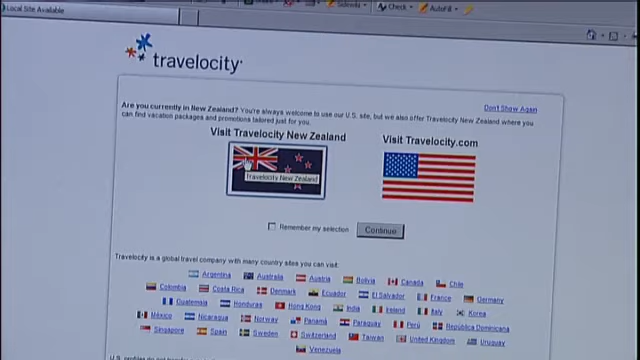 Local Site Available
Sidewiki
Check
AutoFill
travelocity
Don't Show Again
Are you currently in New Zealand? You're always welcome to use our U.S. site, but we also offer Travelocity New Zealand where you
can find vacation packages and promotions tailored just for you.
Visit Travelocity New Zealand
Visit Travelocity.com
Travelocity New Zealand
Remember my selection
Continue
Travelocity is a global travel company with many country sites you can visit:
Argentina Australia Austria Bolivia Canada Chile
Colombia Costa Rica Denmark Ecuador El Salvador France Germany
Guatemala Honduras Hong Kong India Ireland Italy Korea
México Nicaragua Norway Panamá Paraguay Perú República Dominicana
Singapore Spain Sweden Switzerland Taiwan United Kingdom Uruguay
Venezuela